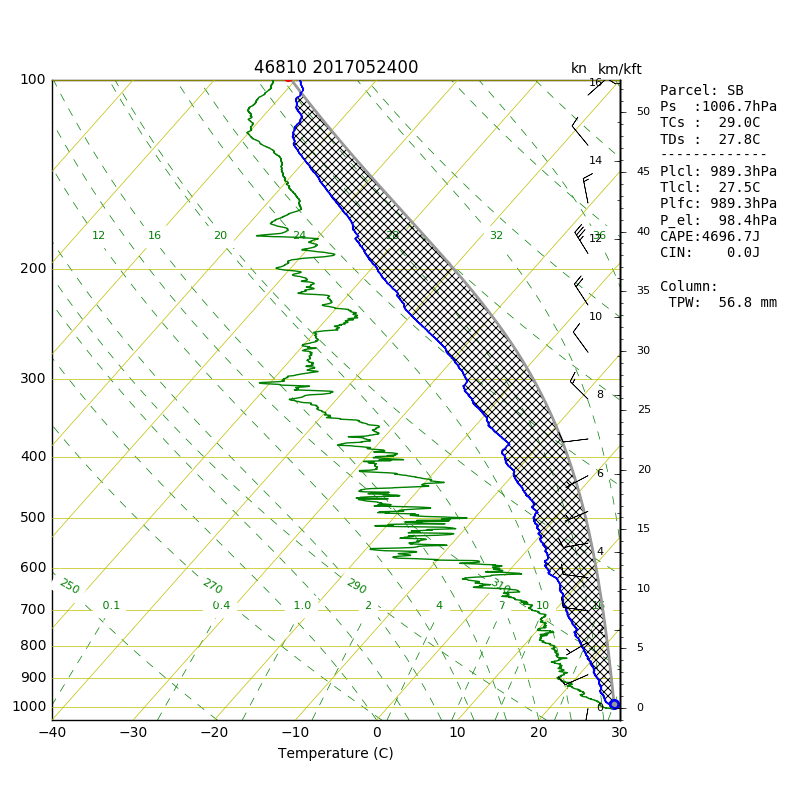 46810 2017052400
kn km/kft
100
200
300
400
500
600
700
800
900
1000
−40 −30 −20 −10 0 10 20 30
Temperature (C)
12 16 20 24 28 32 36
250 270 290 310
0.1 0.4 1.0 2 4 7 10
16
14
12
10
8
6
4
0
50
45
40
35
30
25
20
15
10
5
0
Parcel: SB
Ps :1006.7hPa
TCs : 29.0C
TDs : 27.8C
-------------
Plcl: 989.3hPa
Tlcl: 27.5C
Plfc: 989.3hPa
P_el: 98.4hPa
CAPE:4696.7J
CIN: 0.0J
Column:
TPW: 56.8 mm